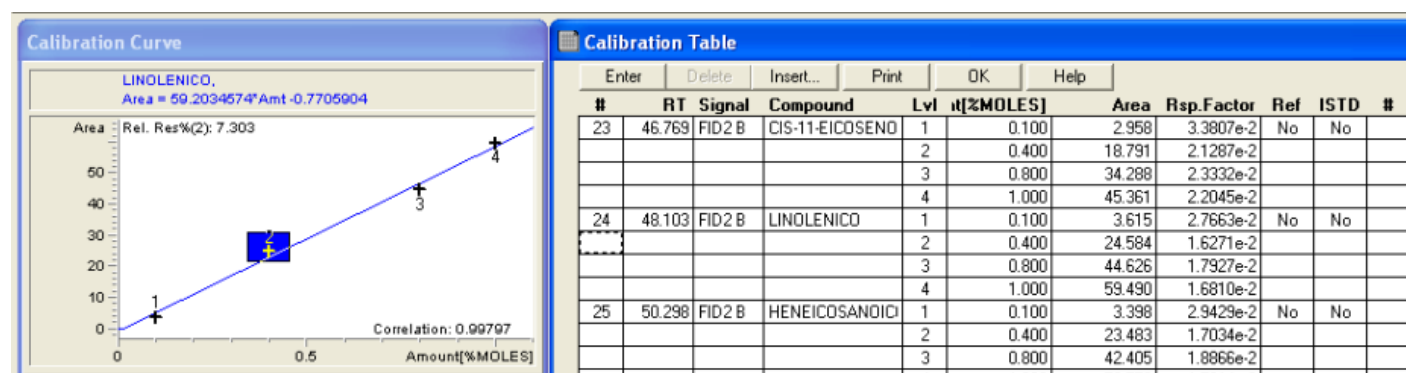 Calibration Curve
LINOLENICO,
Area = 59.2034574*Amt -0.7705904
Area
Rel. Res%(2): 7.303
50
40
30
20
10
0
1
2
3
4
Correlation: 0.99797
0
0.5
Amount[%MOLES]
Calibration Table
Enter Delete Insert... Print OK Help
# RT Signal Compound Lvl ıt[%MOLES] Area Rsp.Factor Ref ISTD #
23 46.769 FID2 B CIS-11-EICOSENO 1 0.100 2.958 3.3807e-2 No No
2 0.400 18.791 2.1287e-2
3 0.800 34.288 2.3332e-2
4 1.000 45.361 2.2045e-2
24 48.103 FID2 B LINOLENICO 1 0.100 3.615 2.7663e-2 No No
2 0.400 24.584 1.6271e-2
3 0.800 44.626 1.7927e-2
4 1.000 59.490 1.6810e-2
25 50.298 FID2 B HENEICOSANOICI 1 0.100 3.398 2.9429e-2 No No
2 0.400 23.483 1.7034e-2
3 0.800 42.405 1.8866e-2